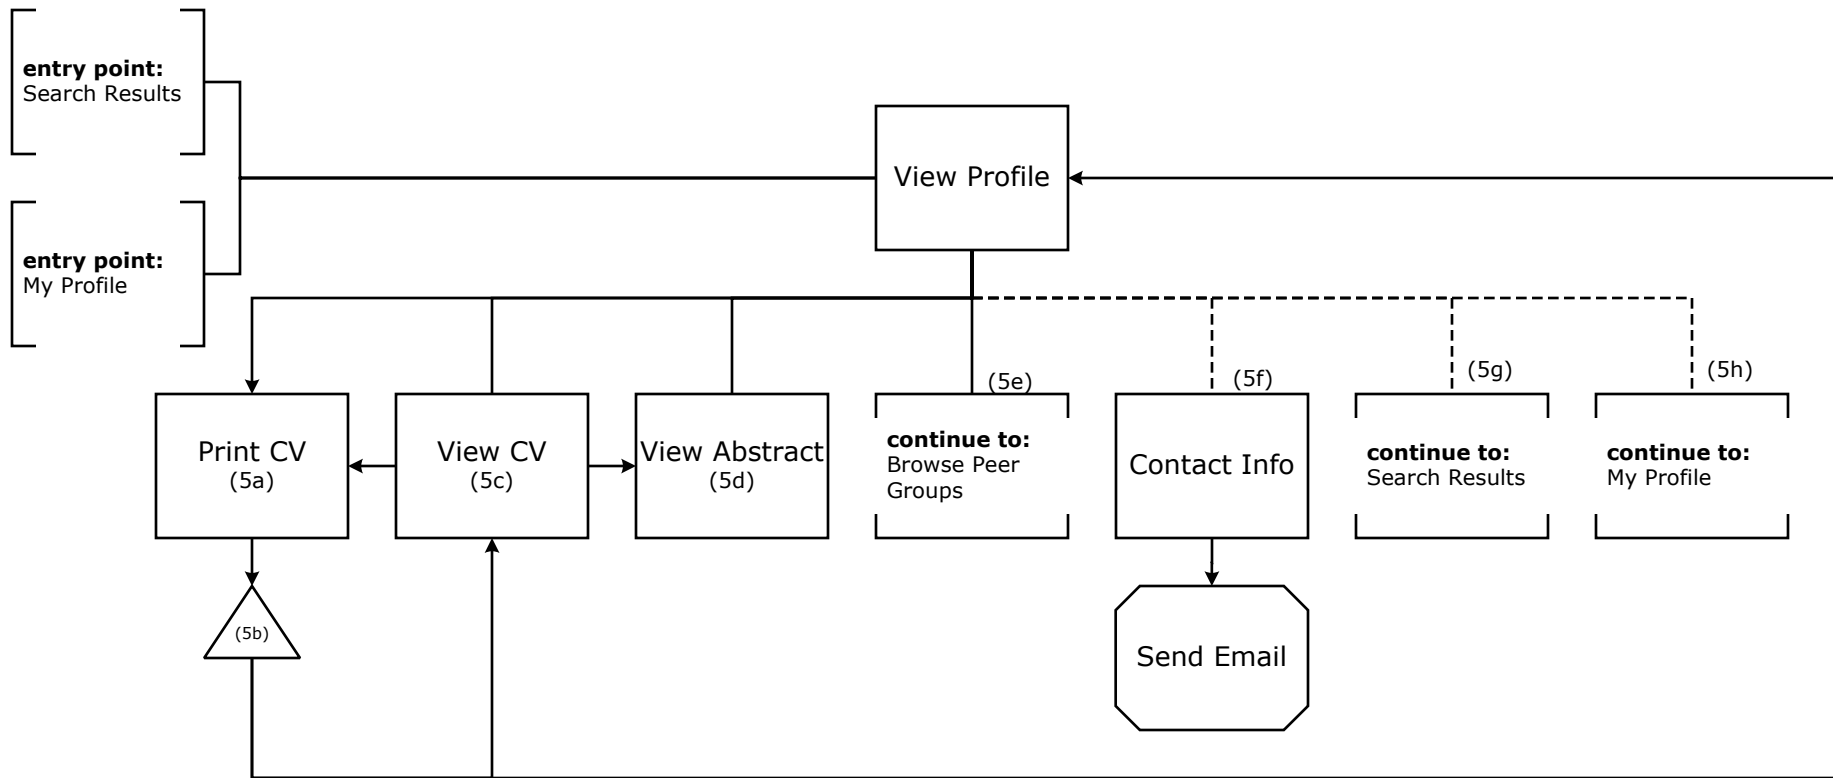 entry point:
Search Results
View Profile
entry point:
My Profile
Print CV
(5a)
View CV
(5c)
View Abstract
(5d)
(5e)
continue to:
Browse Peer
Groups
(5f)
Contact Info
(5g)
continue to:
Search Results
(5h)
continue to:
My Profile
(5b)
Send Email